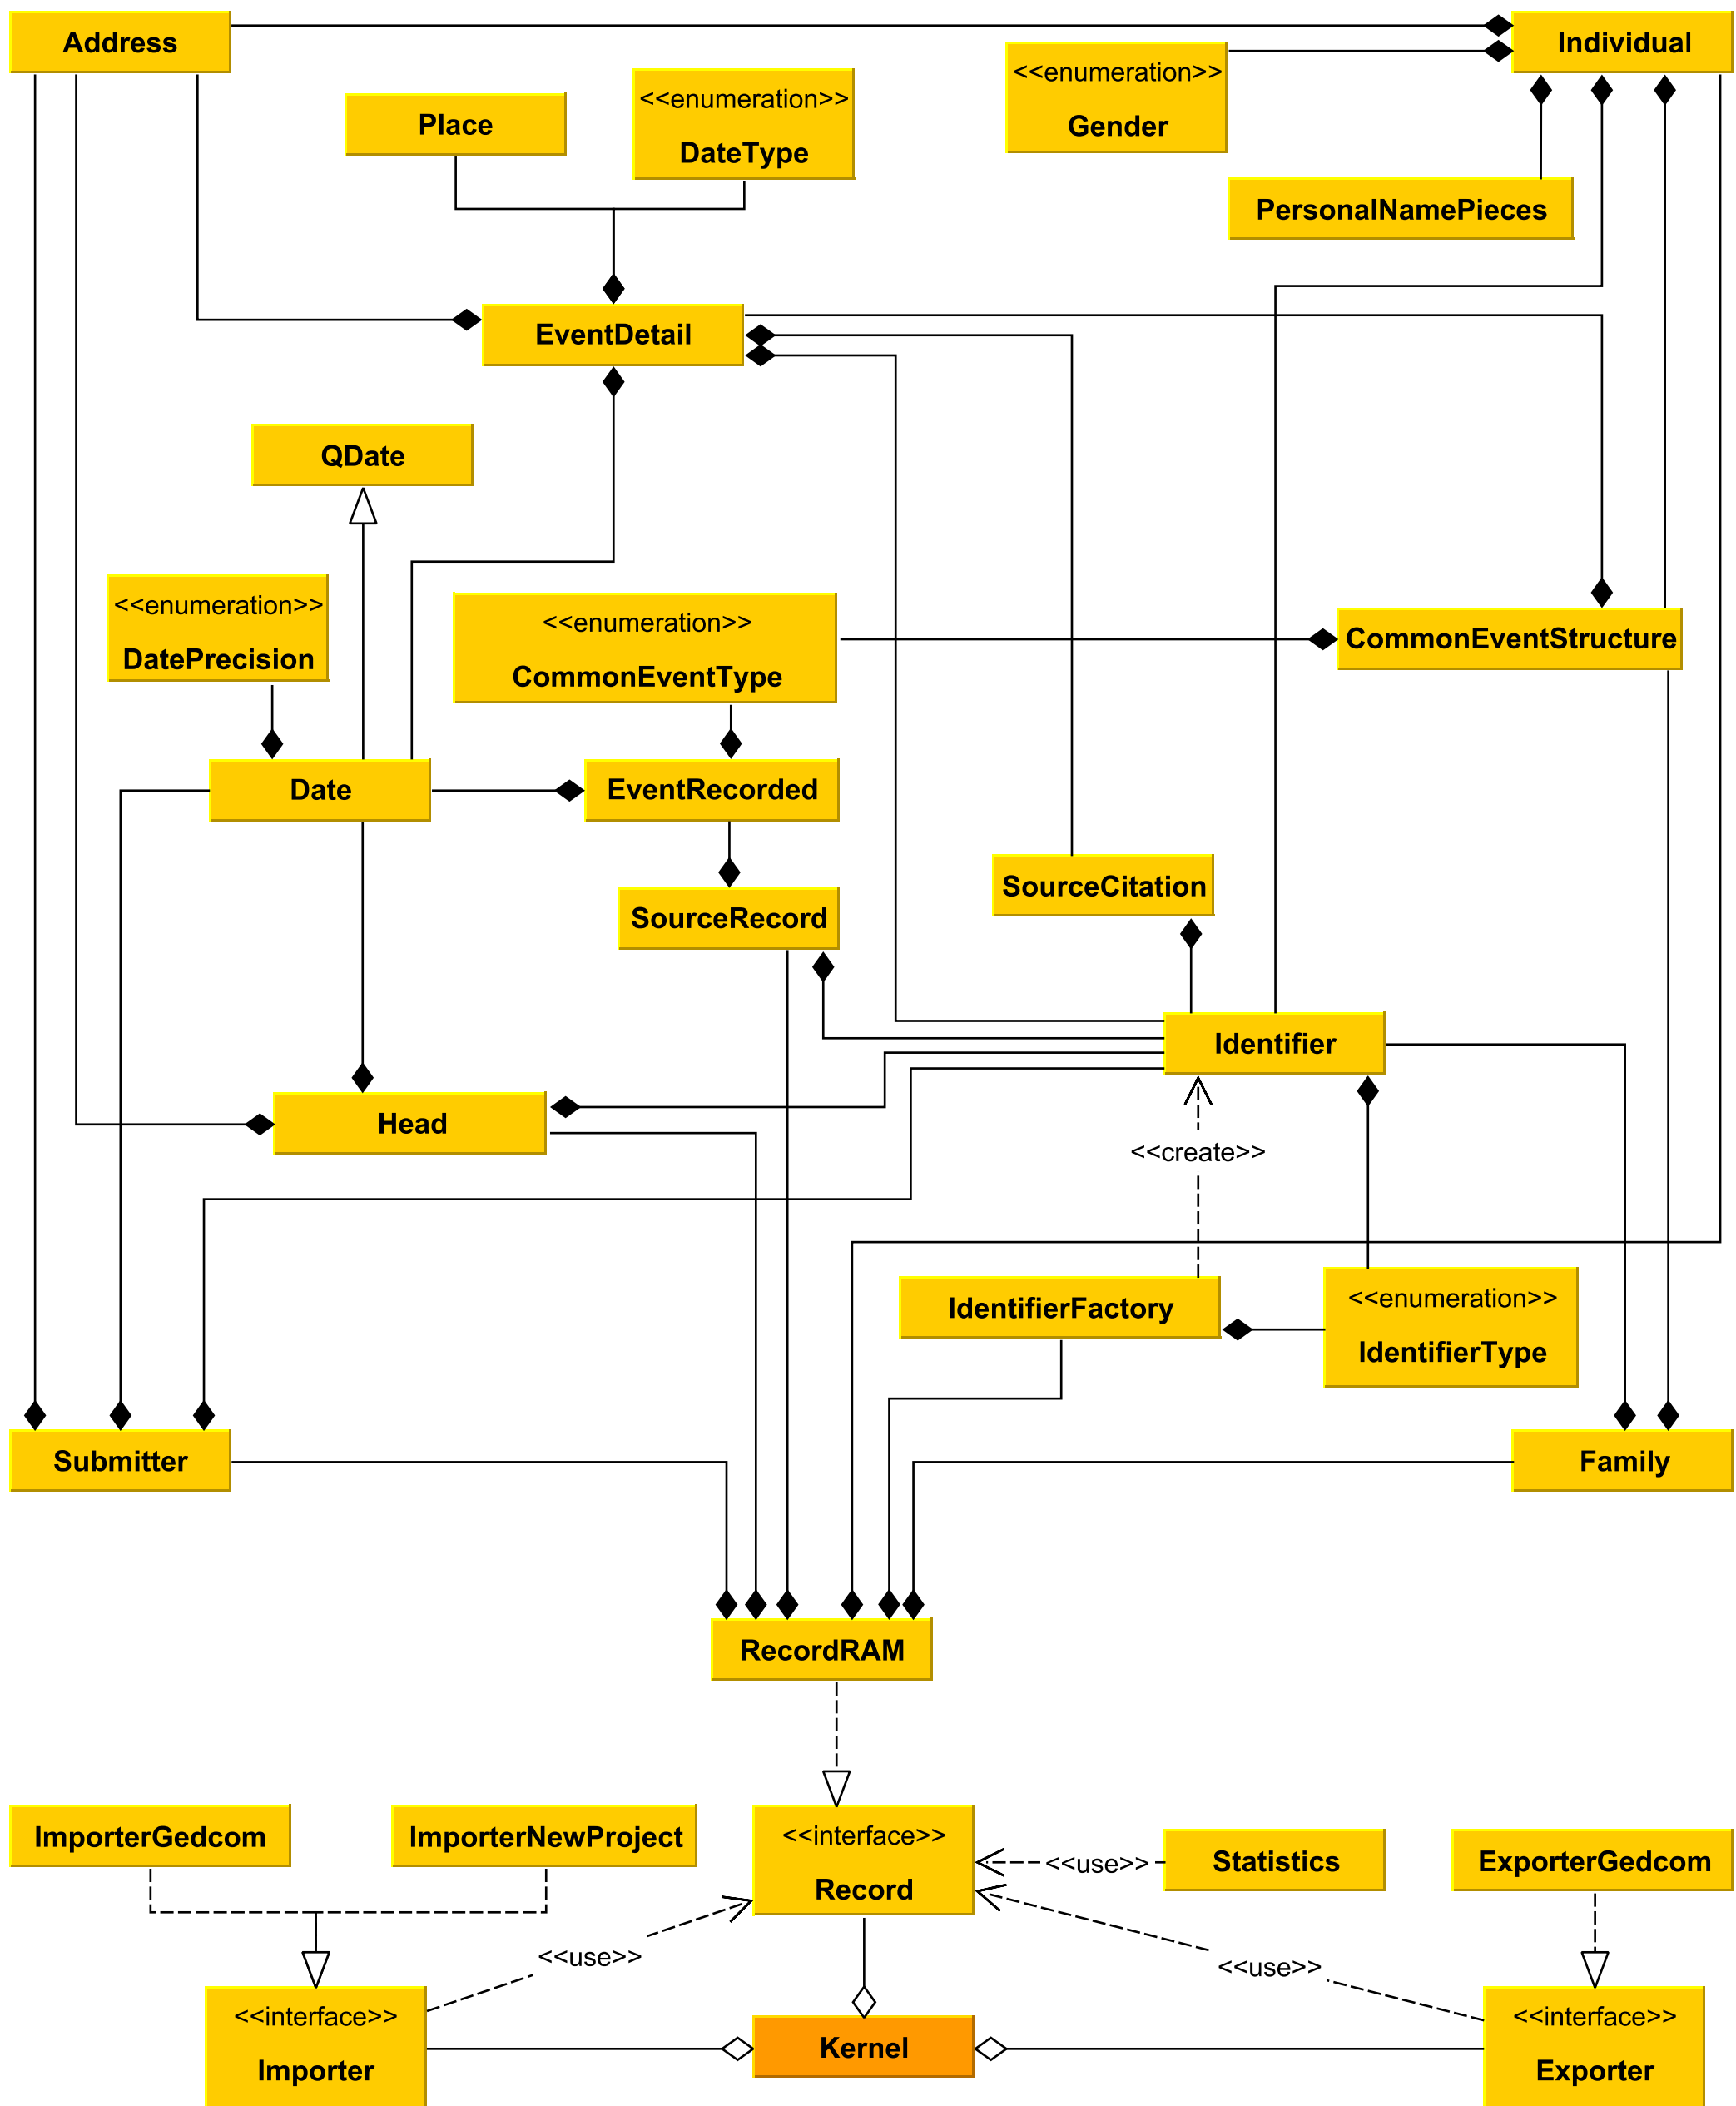 Address
Individual
<<enumeration>>
Gender
<<enumeration>>
DateType
Place
PersonalNamePieces
EventDetail
QDate
<<enumeration>>
DatePrecision
<<enumeration>>
CommonEventType
CommonEventStructure
Date
EventRecorded
SourceCitation
SourceRecord
Identifier
Head
<<create>>
IdentifierFactory
<<enumeration>>
IdentifierType
Submitter
Family
RecordRAM
ImporterGedcom
ImporterNewProject
<<interface>>
Record
<<use>>
Statistics
ExporterGedcom
<<use>>
<<use>>
<<interface>>
Importer
Kernel
<<interface>>
Exporter